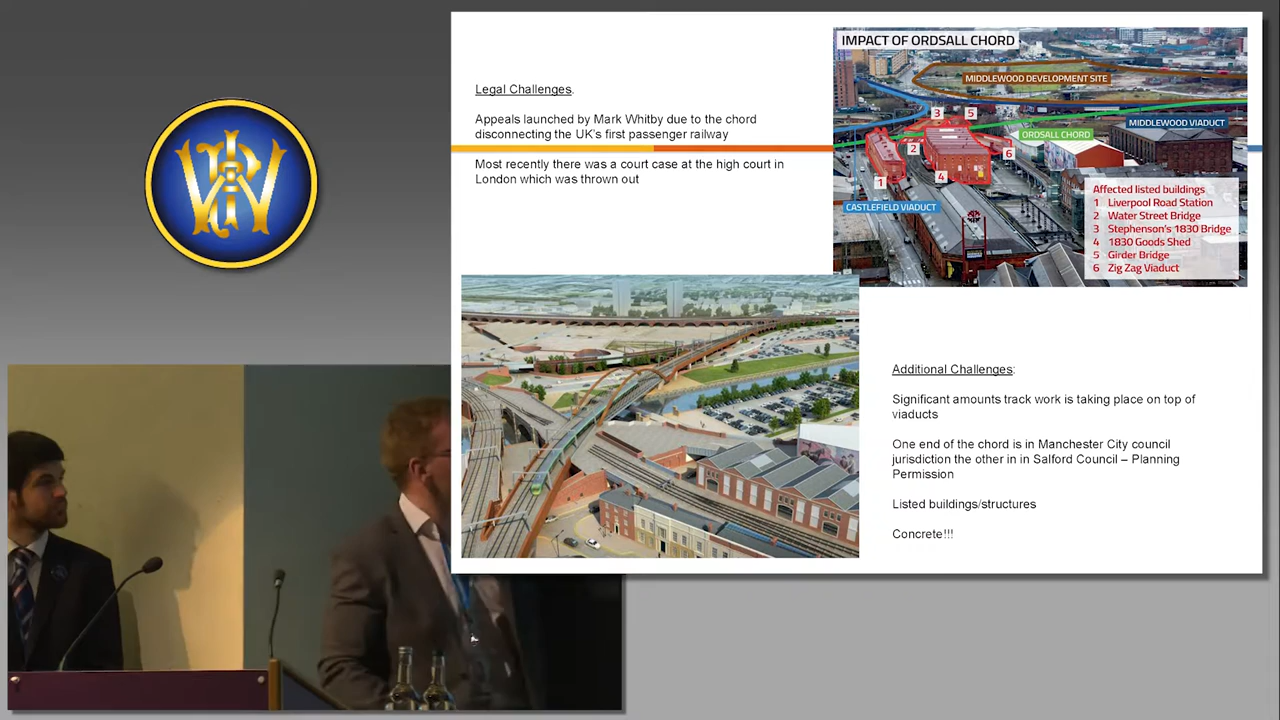 Legal Challenges.
Appeals launched by Mark Whitby due to the chord
disconnecting the UK's first passenger railway
Most recently there was a court case at the high court in
London which was thrown out
IMPACT OF ORDSALL CHORD
MIDDLEWOOD DEVELOPMENT SITE
MIDDLEWOOD VIADUCT
ORDSALL CHORD
3
5
2
6
4
1
CASTLEFIELD VIADUCT
Affected listed buildings
1 Liverpool Road Station
2 Water Street Bridge
3 Stephenson's 1830 Bridge
4 1830 Goods Shed
5 Girder Bridge
6 Zig Zag Viaduct
Additional Challenges:
Significant amounts track work is taking place on top of
viaducts
One end of the chord is in Manchester City council
jurisdiction the other in in Salford Council – Planning
Permission
Listed buildings/structures
Concrete!!!